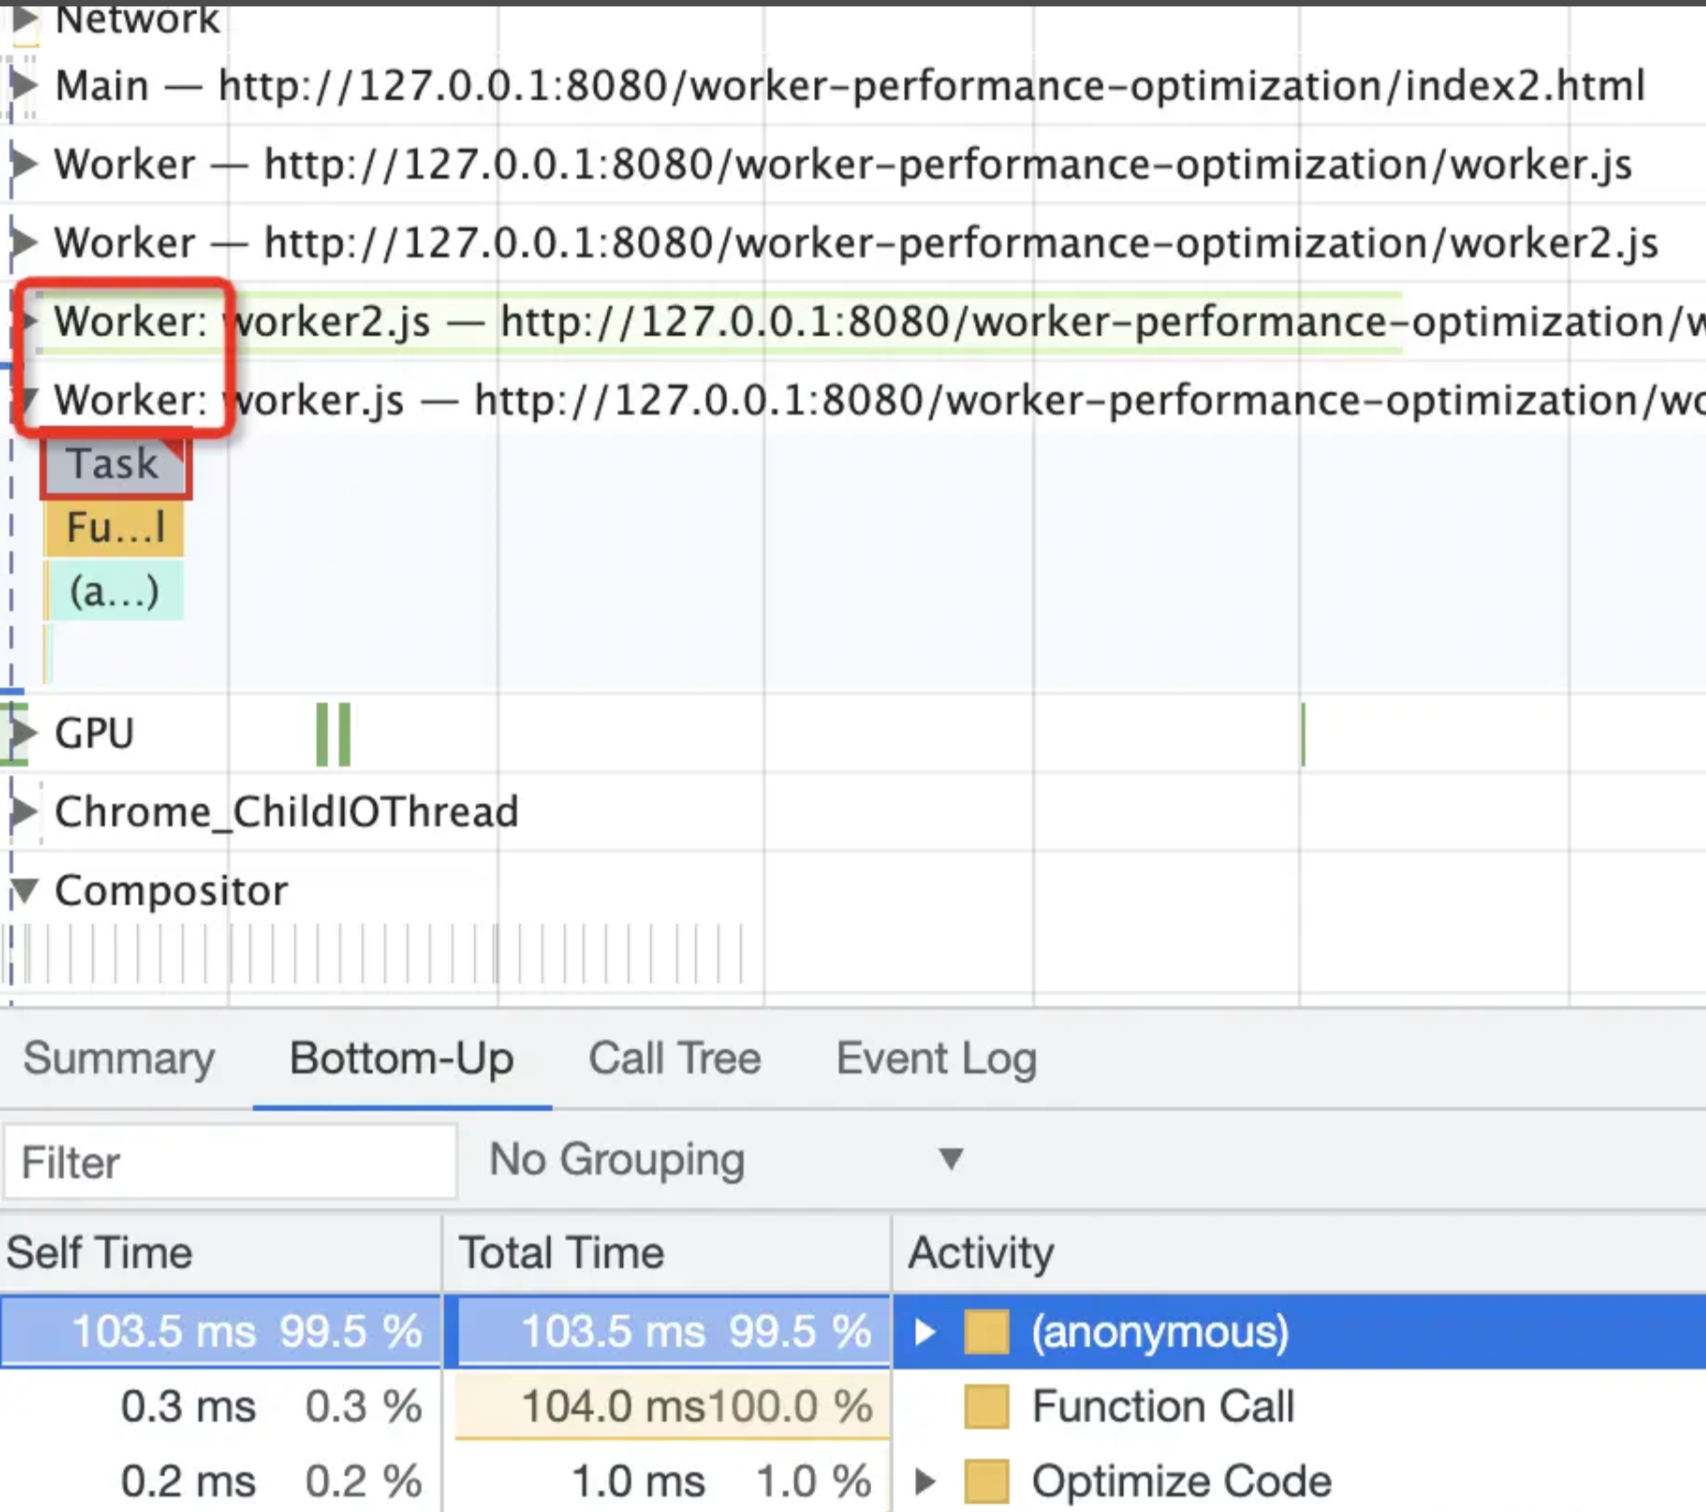 Network
Main — http://127.0.0.1:8080/worker-performance-optimization/index2.html
Worker — http://127.0.0.1:8080/worker-performance-optimization/worker.js
Worker — http://127.0.0.1:8080/worker-performance-optimization/worker2.js
Worker: worker2.js — http://127.0.0.1:8080/worker-performance-optimization/w
Worker: worker.js — http://127.0.0.1:8080/worker-performance-optimization/wo
Task
Fu...l
(a...)
GPU
Chrome_ChildIOThread
Compositor
Summary Bottom-Up Call Tree Event Log
Filter No Grouping
Self Time Total Time Activity
103.5 ms 99.5 % 103.5 ms 99.5 % (anonymous)
0.3 ms 0.3 % 104.0 ms 100.0 % Function Call
0.2 ms 0.2 % 1.0 ms 1.0 % Optimize Code